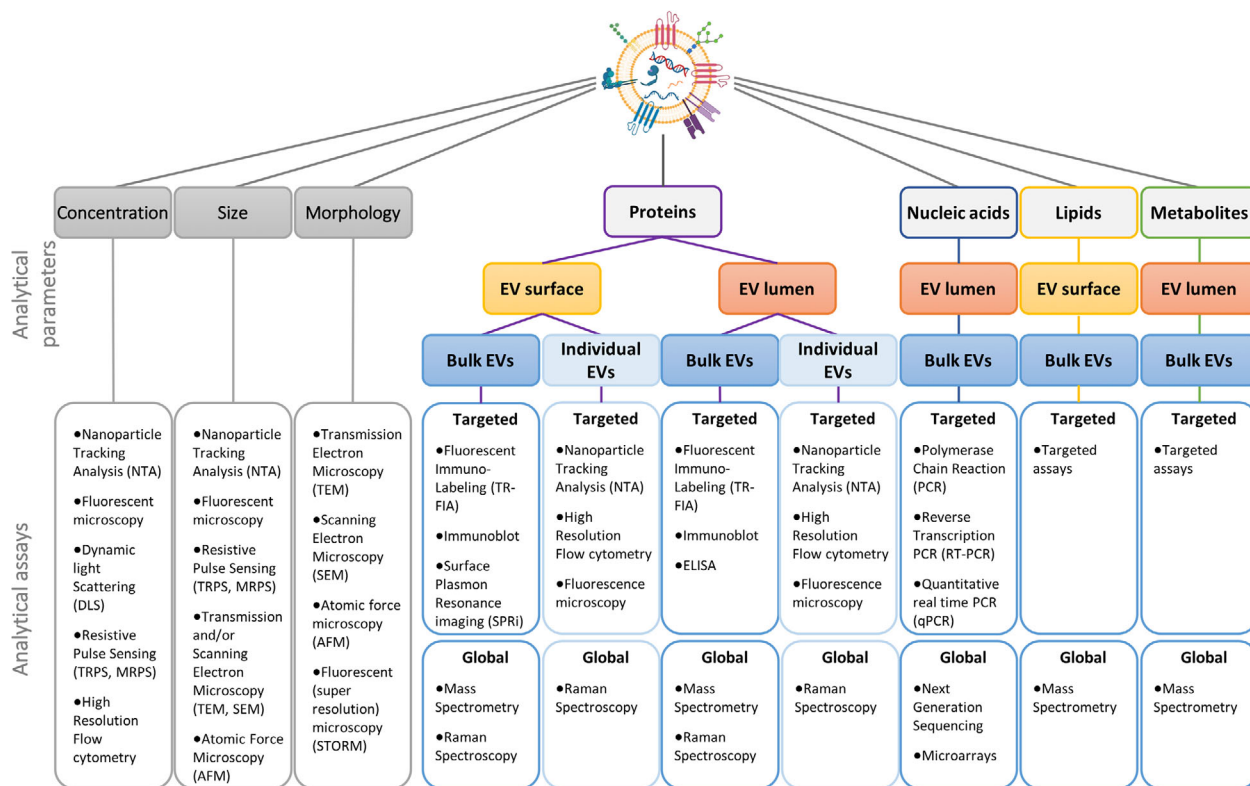 Concentration
Size
Morphology
Proteins
Nucleic acids
Lipids
Metabolites
Analytical
parameters
EV surface
EV lumen
EV lumen
EV surface
EV lumen
Bulk EVs
Individual
EVs
Bulk EVs
Individual
EVs
Bulk EVs
Bulk EVs
Bulk EVs
Analytical assays
●Nanoparticle
Tracking
Analysis (NTA)
●Fluorescent
microscopy
●Dynamic
light
Scattering
(DLS)
●Resistive
Pulse Sensing
(TRPS, MRPS)
●High
Resolution
Flow
cytometry
●Nanoparticle
Tracking
Analysis (NTA)
●Fluorescent
microscopy
●Resistive
Pulse Sensing
(TRPS, MRPS)
●Transmission
and/or
Scanning
Electron
Microscopy
(TEM, SEM)
●Atomic Force
Microscopy
(AFM)
●Transmission
Electron
Microscopy
(TEM)
●Scanning
Electron
Microscopy
(SEM)
●Atomic force
microscopy
(AFM)
●Fluorescent
(super
resolution)
microscopy
(STORM)
Targeted
●Fluorescent
Immuno-
Labeling (TR-
FIA)
●Immunoblot
●Surface
Plasmon
Resonance
imaging (SPRi)
Targeted
●Nanoparticle
Tracking
Analysis (NTA)
●High
Resolution
Flow cytometry
●Fluorescence
microscopy
Targeted
●Fluorescent
Immuno-
Labeling (TR-
FIA)
●Immunoblot
●ELISA
Targeted
●Nanoparticle
Tracking
Analysis (NTA)
●High
Resolution
Flow cytometry
●Fluorescence
microscopy
Targeted
●Polymerase
Chain Reaction
(PCR)
●Reverse
Transcription
PCR (RT-PCR)
●Quantitative
real time PCR
(qPCR)
Targeted
●Targeted
assays
Targeted
●Targeted
assays
Global
●Mass
Spectrometry
●Raman
Spectroscopy
Global
●Raman
Spectroscopy
Global
●Mass
Spectrometry
●Raman
Spectroscopy
Global
●Raman
Spectroscopy
Global
●Next
Generation
Sequencing
●Microarrays
Global
●Mass
Spectrometry
Global
●Mass
Spectrometry